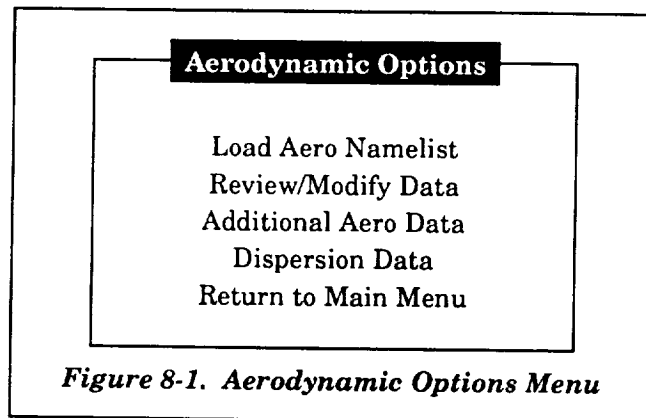 Aerodynamic Options
Load Aero Namelist
Review/Modify Data
Additional Aero Data
Dispersion Data
Return to Main Menu
Figure 8-1. Aerodynamic Options Menu